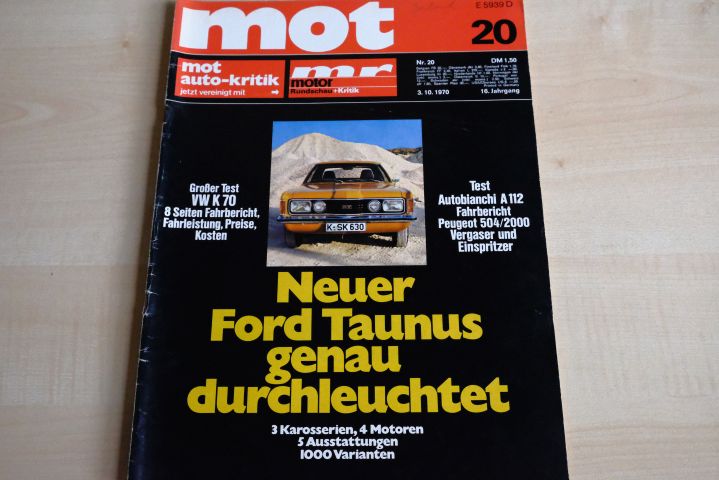 E 5939 D
mot
20
mot
auto-kritik
jetzt vereinigt mit →
mr
motor
Rundschau+Kritik
Nr. 20
DM 1,50
3.10.1970
16. Jahrgang
Großer Test
VW K 70
8 Seiten Fahrbericht,
Fahrleistung, Preise,
Kosten
K-SK 630
Test
Autobianchi A 112
Fahrbericht
Peugeot 504/2000
Vergaser und
Einspritzer
Neuer
Ford Taunus
genau
durchleuchtet
3 Karosserien, 4 Motoren
5 Ausstattungen
1000 Varianten